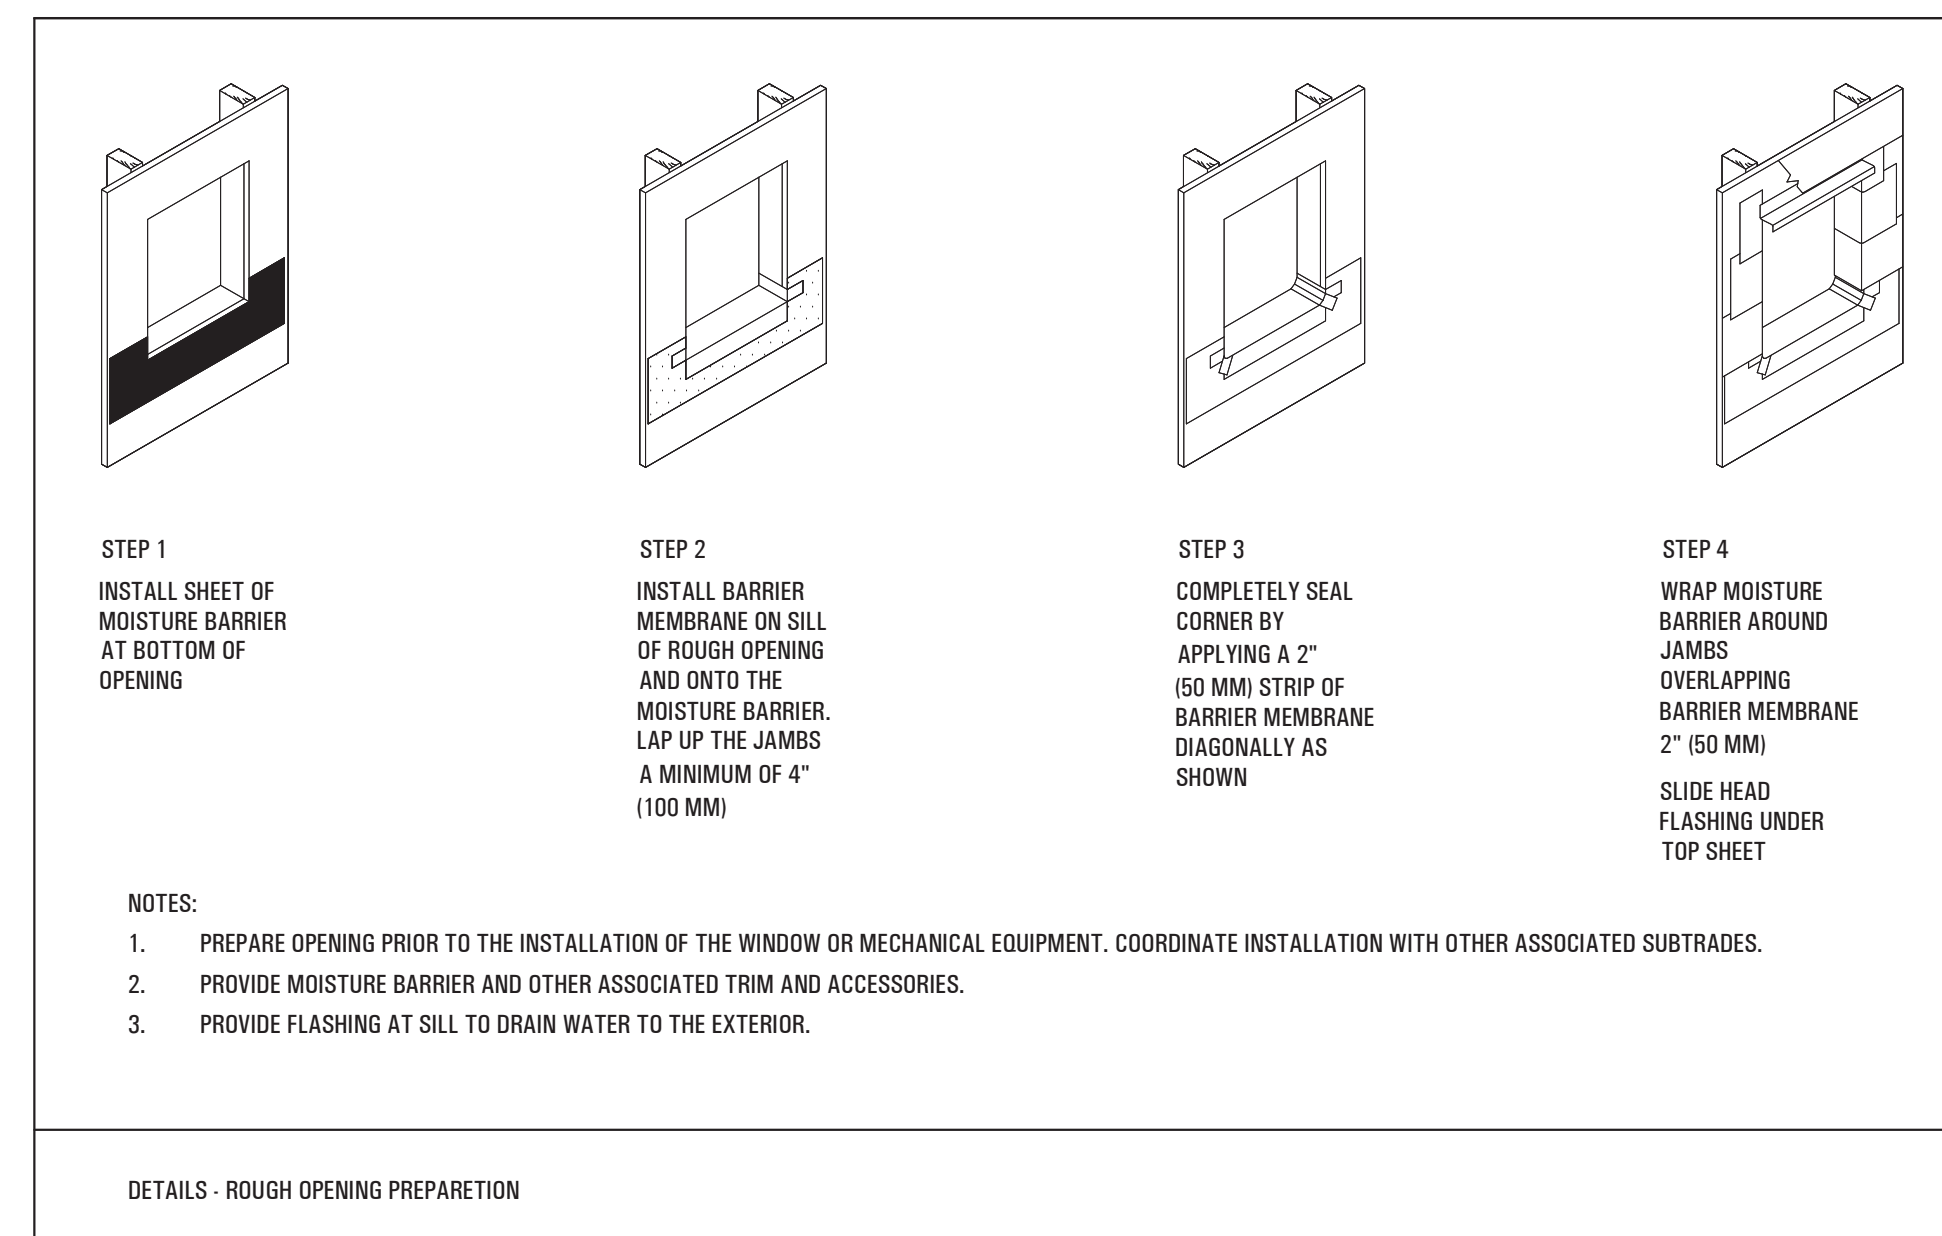 STEP 1
INSTALL SHEET OF
MOISTURE BARRIER
AT BOTTOM OF
OPENING
STEP 2
INSTALL BARRIER
MEMBRANE ON SILL
OF ROUGH OPENING
AND ONTO THE
MOISTURE BARRIER.
LAP UP THE JAMBS
A MINIMUM OF 4"
(100 MM)
STEP 3
COMPLETELY SEAL
CORNER BY
APPLYING A 2"
(50 MM) STRIP OF
BARRIER MEMBRANE
DIAGONALLY AS
SHOWN
STEP 4
WRAP MOISTURE
BARRIER AROUND
JAMBS
OVERLAPPING
BARRIER MEMBRANE
2" (50 MM)
SLIDE HEAD
FLASHING UNDER
TOP SHEET
NOTES:
1. PREPARE OPENING PRIOR TO THE INSTALLATION OF THE WINDOW OR MECHANICAL EQUIPMENT. COORDINATE INSTALLATION WITH OTHER ASSOCIATED SUBTRADES.
2. PROVIDE MOISTURE BARRIER AND OTHER ASSOCIATED TRIM AND ACCESSORIES.
3. PROVIDE FLASHING AT SILL TO DRAIN WATER TO THE EXTERIOR.
DETAILS - ROUGH OPENING PREPARETION